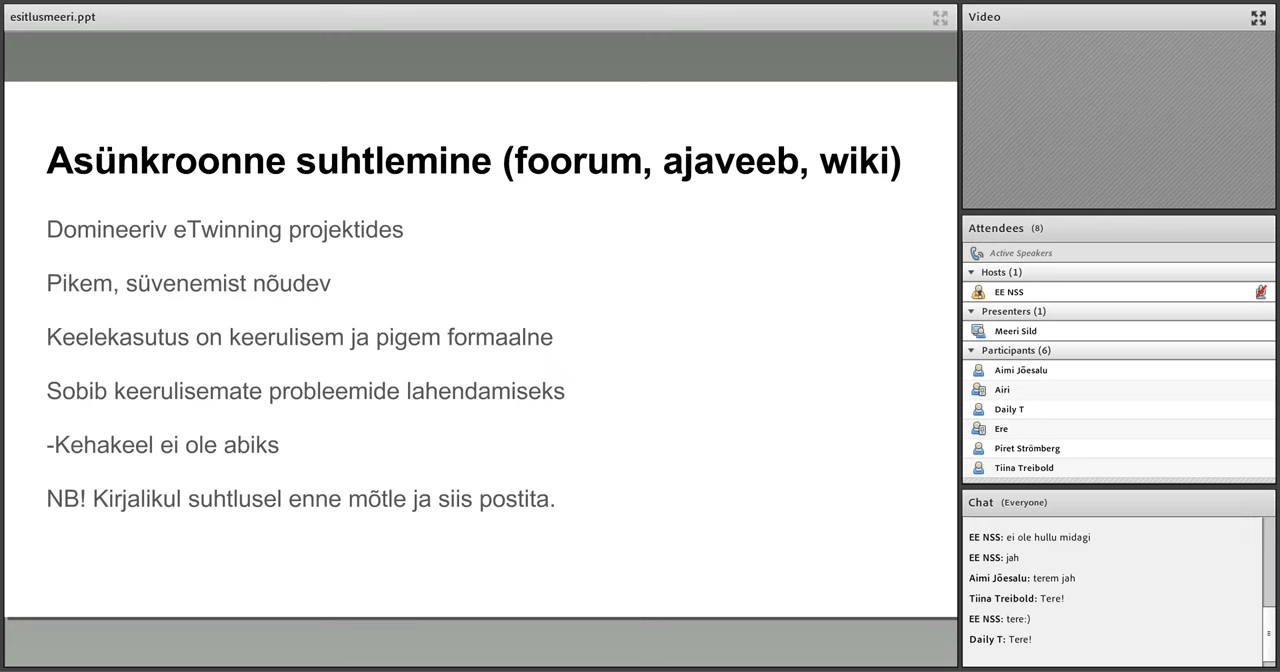 esitlusmeeri.ppt
Asünkroonne suhtlemine (foorum, ajaveeb, wiki)
Domineeriv eTwinning projektides
Pikem, süvenemist nõudev
Keelekasutus on keerulisem ja pigem formaalne
Sobib keerulisemate probleemide lahendamiseks
-Kehakeel ei ole abiks
NB! Kirjalikul suhtlusel enne mõtle ja siis postita.
Video
Attendees (8)
Active Speakers
Hosts (1)
EE NSS
Presenters (1)
Meeri Sild
Participants (6)
Aimi Jõesalu
Airi
Daily T
Ere
Piret Strömberg
Tiina Treibold
Chat (Everyone)
EE NSS: ei ole hullu midagi
EE NSS: jah
Aimi Jõesalu: terem jah
Tiina Treibold: Tere!
EE NSS: tere:)
Daily T: Tere!